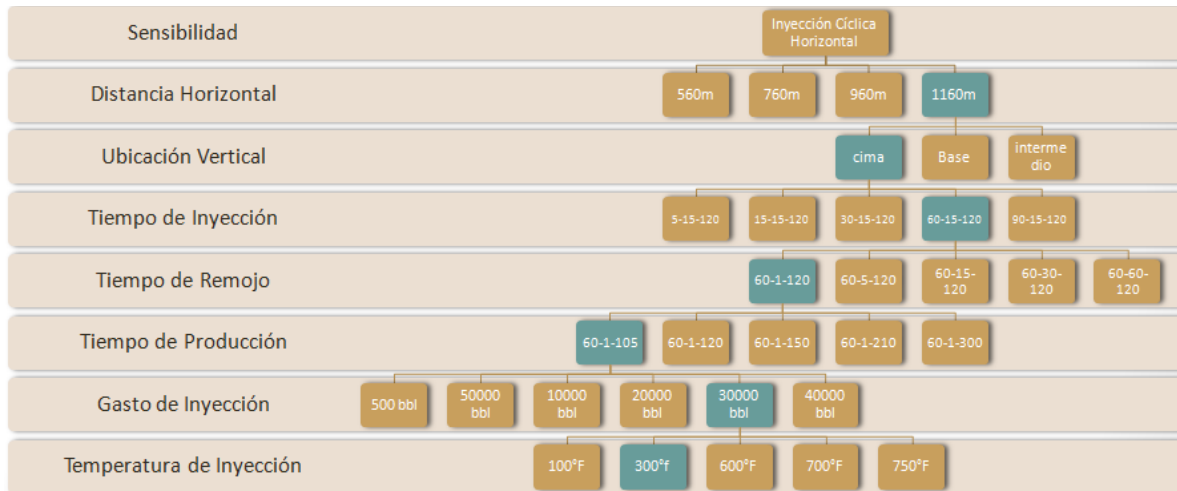 Sensibilidad
Inyección Cíclica
Horizontal
Distancia Horizontal
560m
760m
960m
1160m
Ubicación Vertical
cima
Base
interme
dio
Tiempo de Inyección
5-15-120
15-15-120
30-15-120
60-15-120
90-15-120
Tiempo de Remojo
60-1-120
60-5-120
60-15-
120
60-30-
120
60-60-
120
Tiempo de Producción
60-1-105
60-1-120
60-1-150
60-1-210
60-1-300
Gasto de Inyección
500 bbl
50000
bbl
10000
bbl
20000
bbl
30000
bbl
40000
bbl
Temperatura de Inyección
100°F
300°f
600°F
700°F
750°F